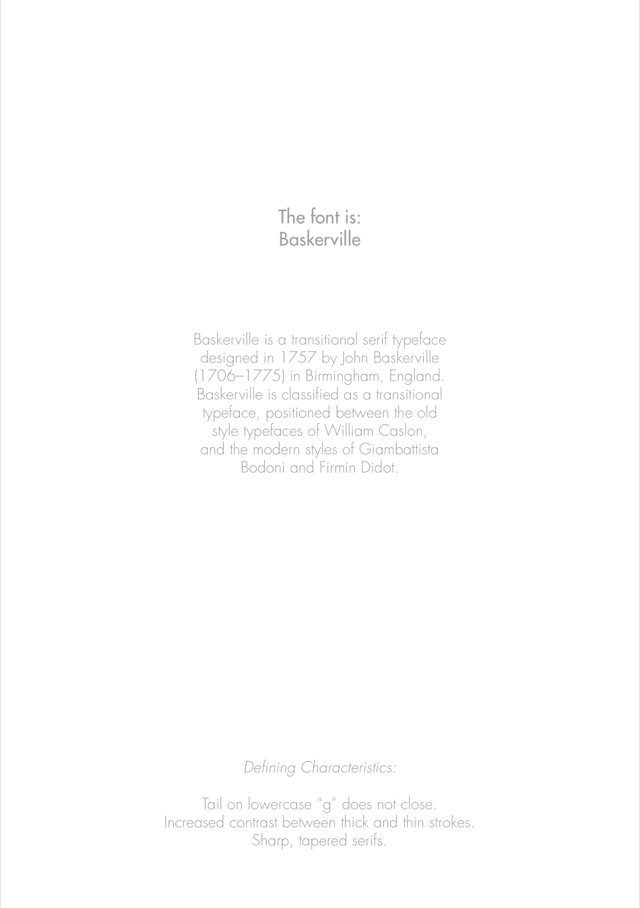 The font is:
Baskerville
Baskerville is a transitional serif typeface
designed in 1757 by John Baskerville
(1706–1775) in Birmingham, England.
Baskerville is classified as a transitional
typeface, positioned between the old
style typefaces of William Caslon,
and the modern styles of Giambattista
Bodoni and Firmin Didot.
Defining Characteristics:
Tail on lowercase “g” does not close.
Increased contrast between thick and thin strokes.
Sharp, tapered serifs.